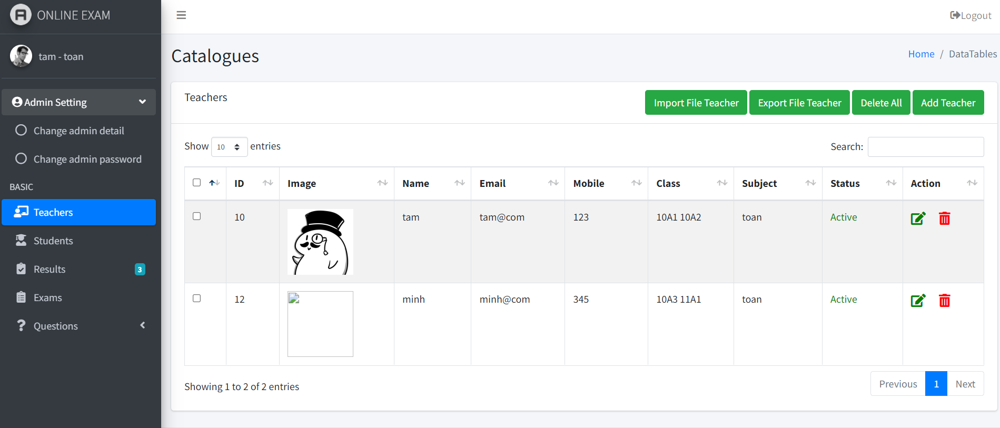 ONLINE EXAM
Logout
tam - toan
Catalogues
Home / DataTables
Admin Setting
Change admin detail
Change admin password
BASIC
Teachers
Students
Results 3
Exams
Questions
Teachers
Import File Teacher Export File Teacher Delete All Add Teacher
Show 10 entries
Search:
ID Image Name Email Mobile Class Subject Status Action
10 tam tam@com 123 10A1 10A2 toan Active
12 minh minh@com 345 10A3 11A1 toan Active
Showing 1 to 2 of 2 entries
Previous 1 Next